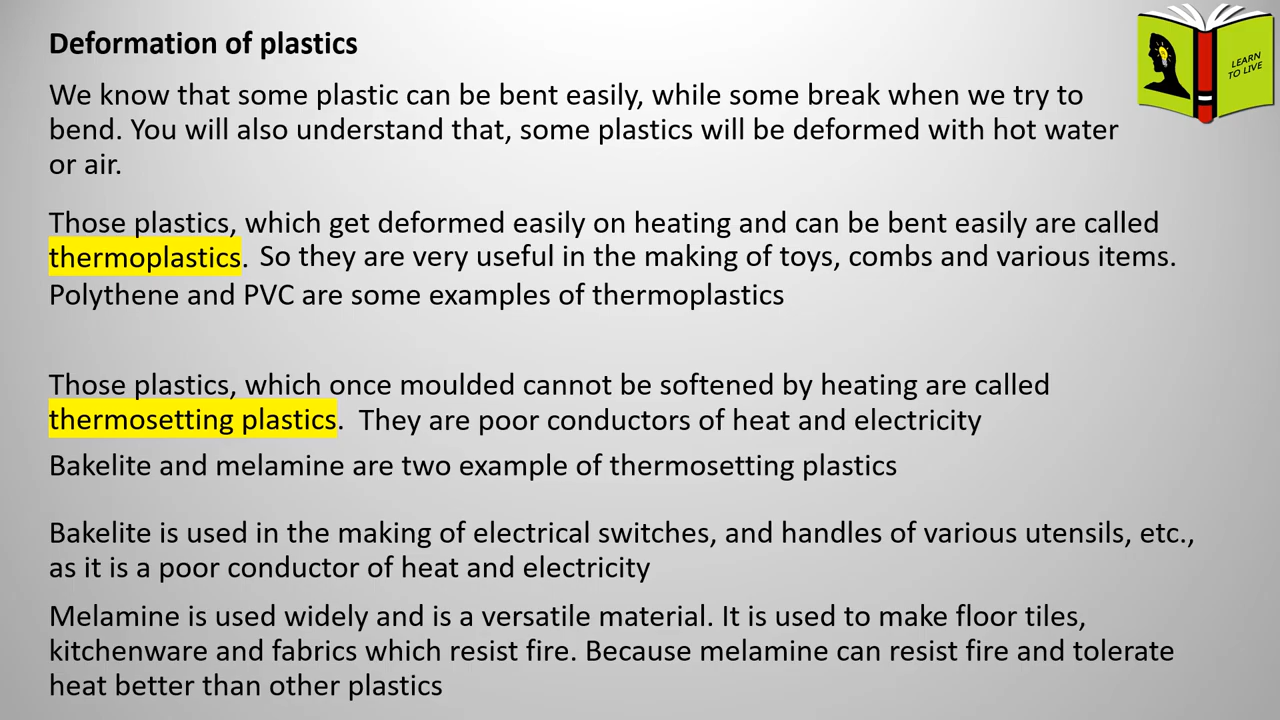 Deformation of plastics
We know that some plastic can be bent easily, while some break when we try to
bend. You will also understand that, some plastics will be deformed with hot water
or air.
Those plastics, which get deformed easily on heating and can be bent easily are called
thermoplastics. So they are very useful in the making of toys, combs and various items.
Polythene and PVC are some examples of thermoplastics
Those plastics, which once moulded cannot be softened by heating are called
thermosetting plastics. They are poor conductors of heat and electricity
Bakelite and melamine are two example of thermosetting plastics
Bakelite is used in the making of electrical switches, and handles of various utensils, etc.,
as it is a poor conductor of heat and electricity
Melamine is used widely and is a versatile material. It is used to make floor tiles,
kitchenware and fabrics which resist fire. Because melamine can resist fire and tolerate
heat better than other plastics
LEARN
TO LIVE